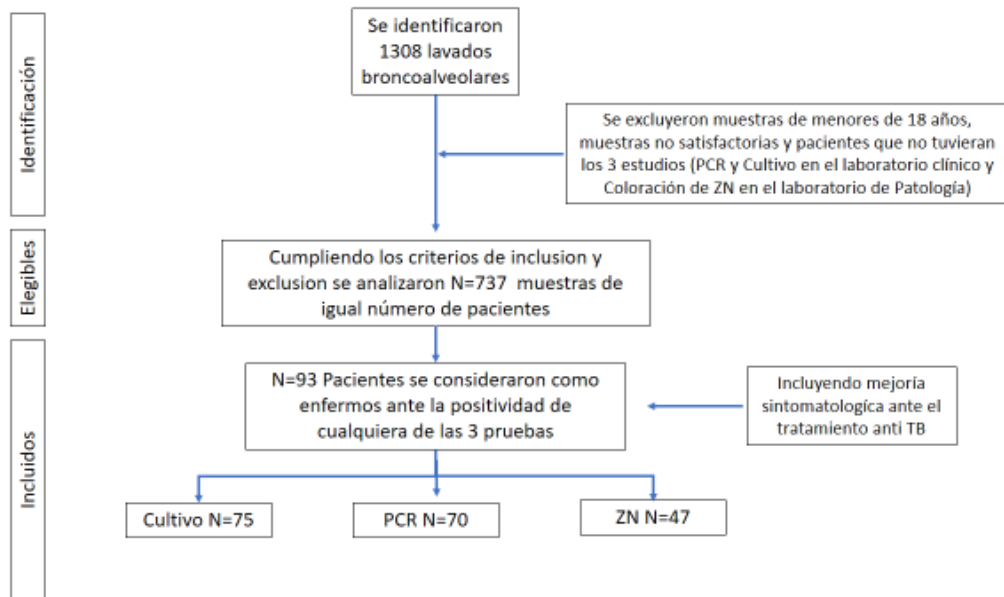 Identificación
Se identificaron
1308 lavados
broncoalveolares
Se excluyeron muestras de menores de 18 años,
muestras no satisfactorias y pacientes que no tuvieran
los 3 estudios (PCR y Cultivo en el laboratorio clínico y
Coloración de ZN en el laboratorio de Patología)
Elegibles
Cumpliendo los criterios de inclusion y
exclusion se analizaron N=737 muestras de
igual número de pacientes
Incluidos
N=93 Pacientes se consideraron como
enfermos ante la positividad de
cualquiera de las 3 pruebas
Incluyendo mejoría
sintomatologíca ante el
tratamiento anti TB
Cultivo N=75
PCR N=70
ZN N=47